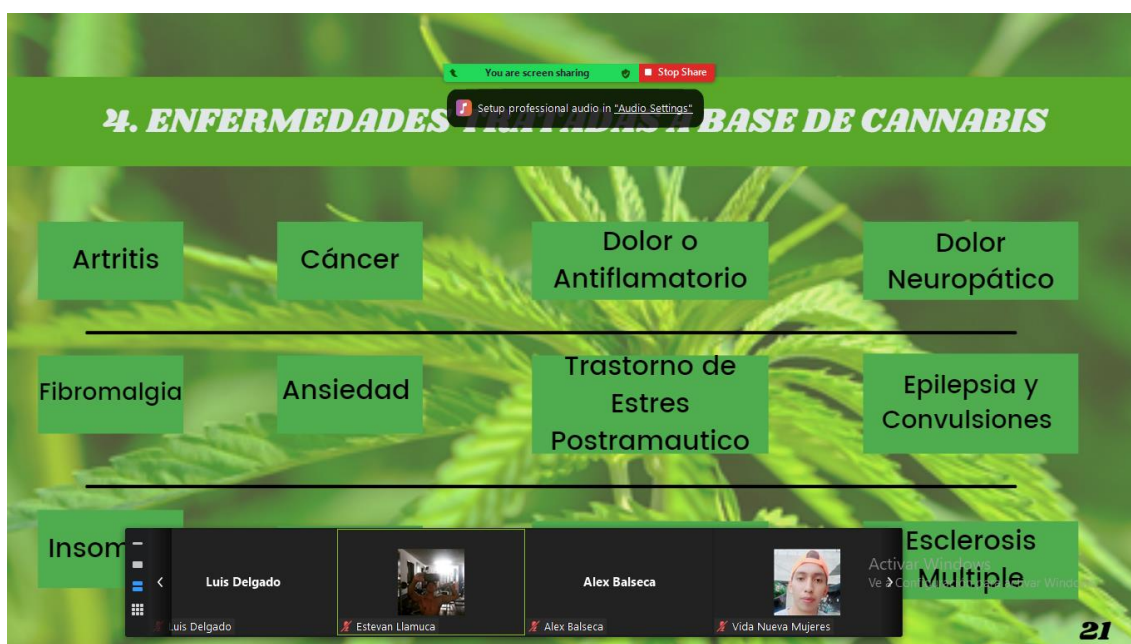 You are screen sharing
Stop Share
Setup professional audio in "Audio Settings"
4. ENFERMEDADES TRATADAS A BASE DE CANNABIS
Artritis
Cáncer
Dolor o
Antiflamatorio
Dolor
Neuropático
Fibromalgia
Ansiedad
Trastorno de
Estres
Postramautico
Epilepsia y
Convulsiones
Insom
Esclerosis
Multiple
Activar Windows
Luis Delgado
Alex Balseca
Luis Delgado
Estevan Llamuca
Alex Balseca
Vida Nueva Mujeres
21